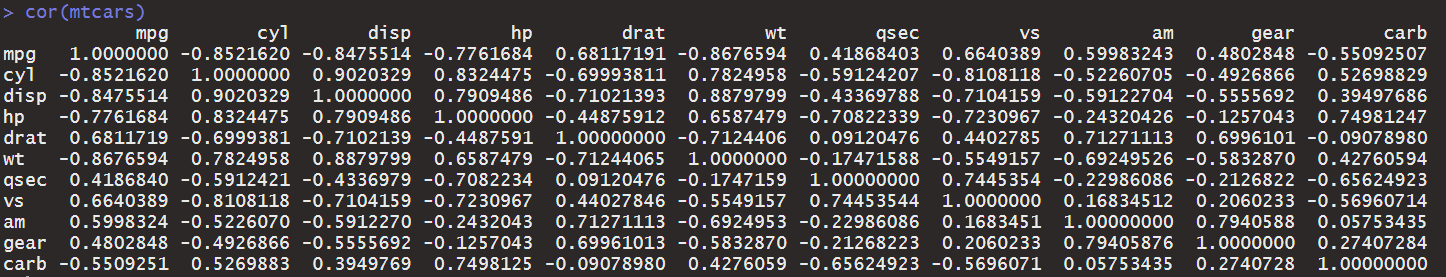 > cor(mtcars)
mpg cyl disp hp drat wt qsec vs am gear carb
mpg 1.0000000 -0.8521620 -0.8475514 -0.7761684 0.68117191 -0.8676594 0.41868403 0.6640389 0.59983243 0.4802848 -0.55092507
cyl -0.8521620 1.0000000 0.9020329 0.8324475 -0.69993811 0.7824958 -0.59124207 -0.8108118 -0.52260705 -0.4926866 0.52698829
disp -0.8475514 0.9020329 1.0000000 0.7909486 -0.71021393 0.8879799 -0.43369788 -0.7104159 -0.59122704 -0.5555692 0.39497686
hp -0.7761684 0.8324475 0.7909486 1.0000000 -0.44875912 0.6587479 -0.70822339 -0.7230967 -0.24320426 -0.1257043 0.74981247
drat 0.6811719 -0.6999381 -0.7102139 -0.4487591 1.00000000 -0.7124406 0.09120476 0.4402785 0.71271113 0.6996101 -0.09078980
wt -0.8676594 0.7824958 0.8879799 0.6587479 -0.71244065 1.0000000 -0.17471588 -0.5549157 -0.69249526 -0.5832870 0.42760594
qsec 0.4186840 -0.5912421 -0.4336979 -0.7082234 0.09120476 -0.1747159 1.00000000 0.7445354 -0.22986086 -0.2126822 -0.65624923
vs 0.6640389 -0.8108118 -0.7104159 -0.7230967 0.44027846 -0.5549157 0.74453544 1.0000000 0.16834512 0.2060233 -0.56960714
am 0.5998324 -0.5226070 -0.5912270 -0.2432043 0.71271113 -0.6924953 -0.22986086 0.1683451 1.00000000 0.7940588 0.05753435
gear 0.4802848 -0.4926866 -0.5555692 -0.1257043 0.69961013 -0.5832870 -0.21268223 0.2060233 0.79405876 1.0000000 0.27407284
carb -0.5509251 0.5269883 0.3949769 0.7498125 -0.09078980 0.4276059 -0.65624923 -0.5696071 0.05753435 0.2740728 1.00000000